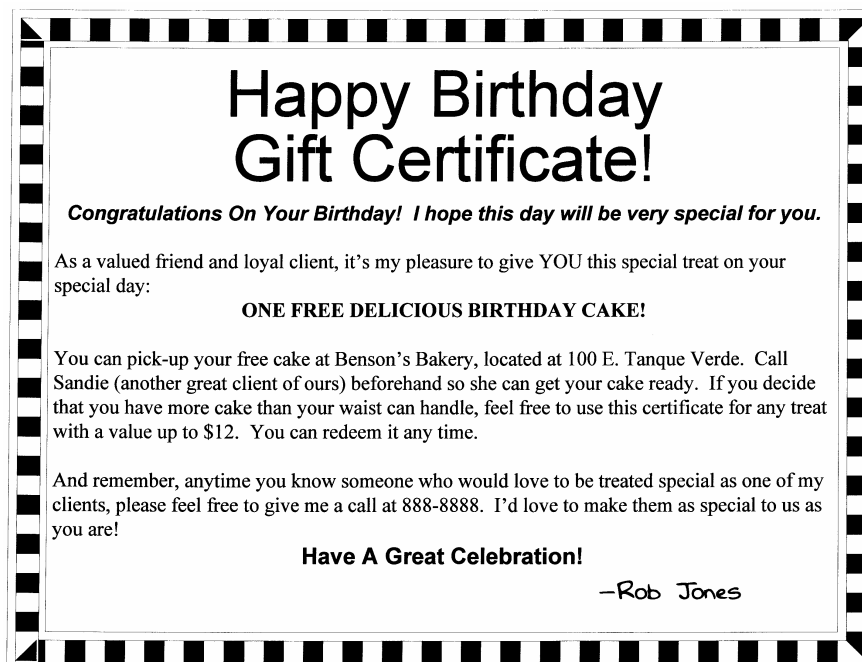 Happy Birthday
Gift Certificate!
Congratulations On Your Birthday!  I hope this day will be very special for you.
As a valued friend and loyal client, it's my pleasure to give YOU this special treat on your
special day:
ONE FREE DELICIOUS BIRTHDAY CAKE!
You can pick-up your free cake at Benson's Bakery, located at 100 E. Tanque Verde.  Call
Sandie (another great client of ours) beforehand so she can get your cake ready.  If you decide
that you have more cake than your waist can handle, feel free to use this certificate for any treat
with a value up to $12.  You can redeem it any time.
And remember, anytime you know someone who would love to be treated special as one of my
clients, please feel free to give me a call at 888-8888.  I'd love to make them as special to us as
you are!
Have A Great Celebration!
–Rob Jones